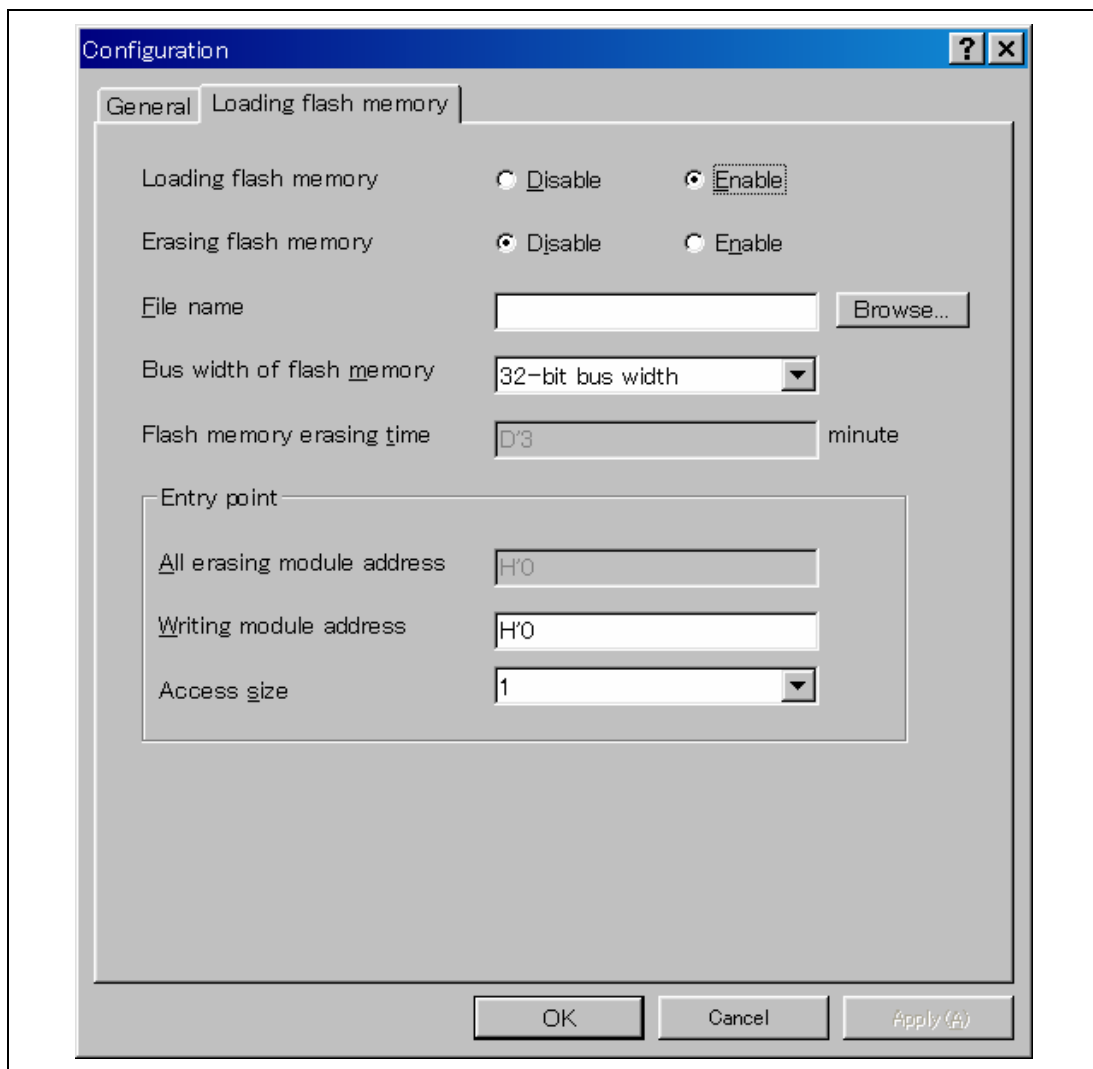 Configuration
General Loading flash memory
Loading flash memory Disable Enable
Erasing flash memory Disable Enable
File name Browse...
Bus width of flash memory 32-bit bus width
Flash memory erasing time D'3 minute
Entry point
All erasing module address H'0
Writing module address H'0
Access size 1
OK Cancel Apply(A)